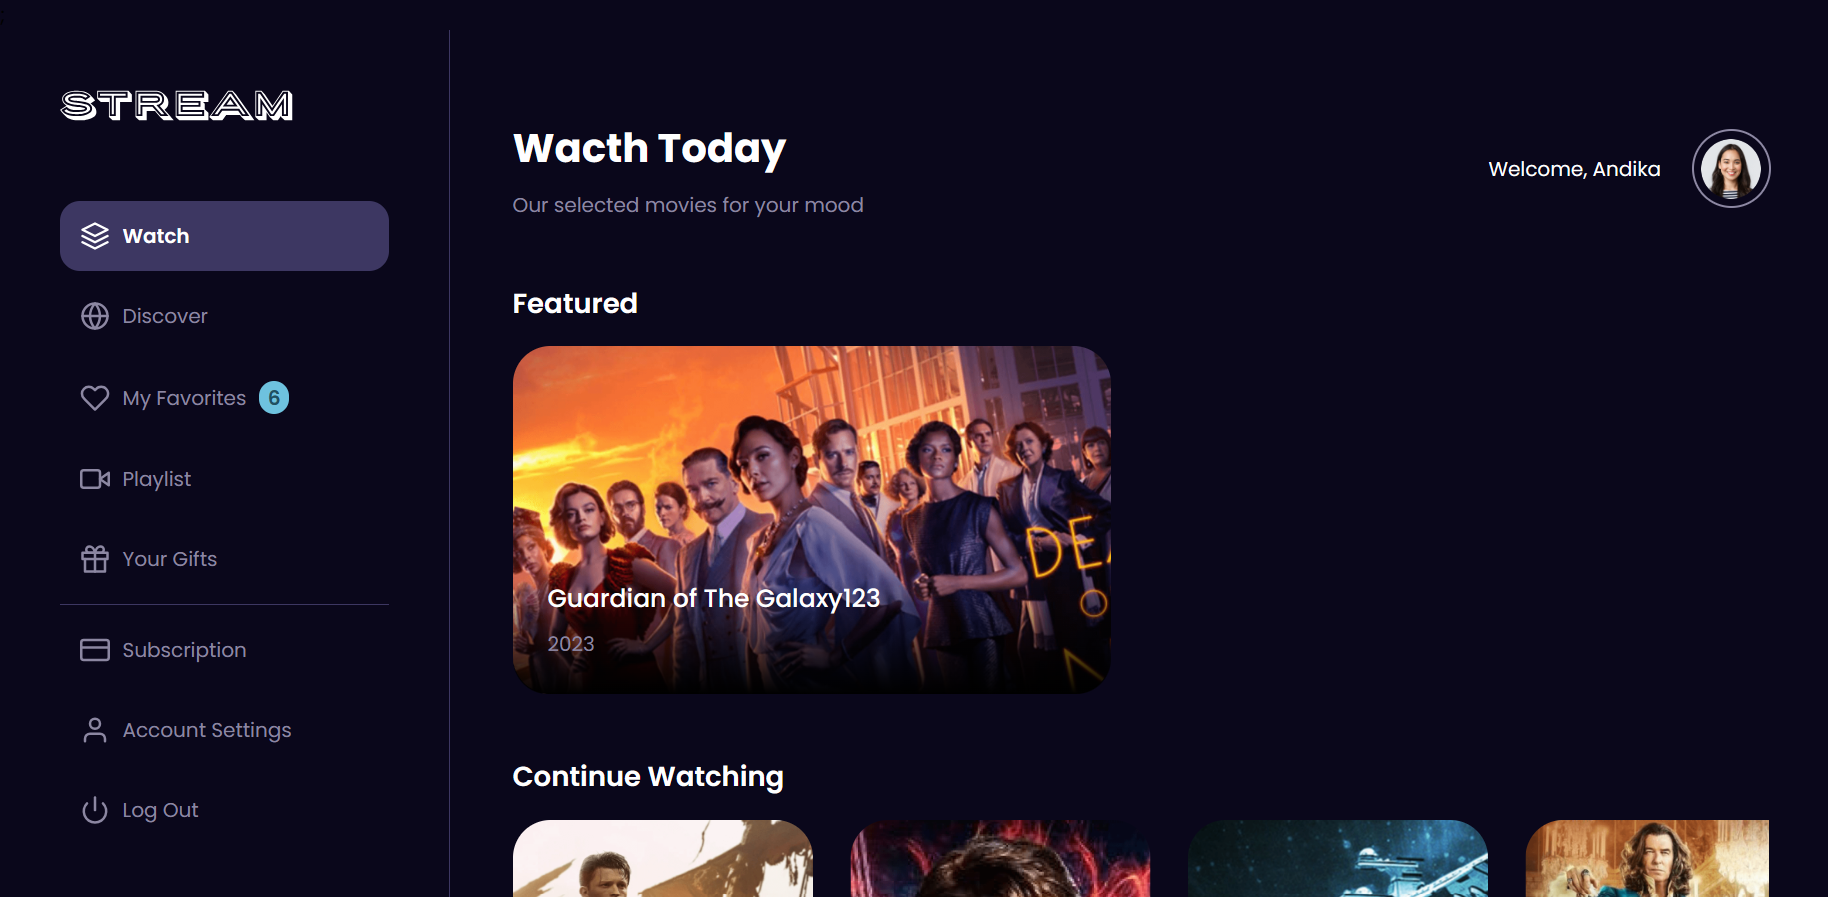 STREAM
Watch
Discover
My Favorites 6
Playlist
Your Gifts
Subscription
Account Settings
Log Out
Wacth Today
Our selected movies for your mood
Welcome, Andika
Featured
DEA
O
N
Guardian of The Galaxy123
2023
Continue Watching